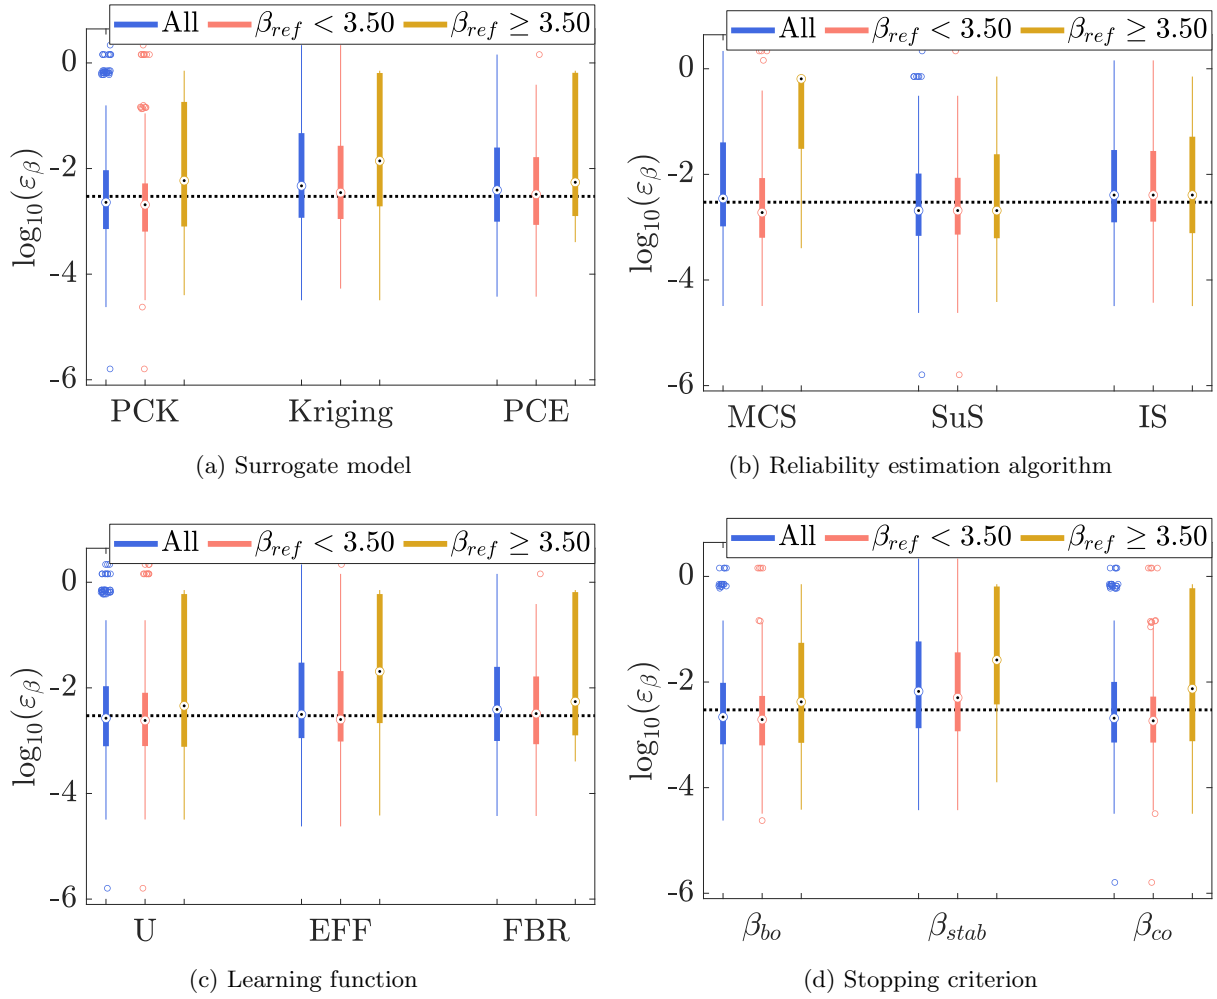 All β_ref < 3.50 β_ref ≥ 3.50
0
-2
-4
-6
log₁₀(ε_β)
PCK Kriging PCE
(a) Surrogate model
All β_ref < 3.50 β_ref ≥ 3.50
0
-2
-4
-6
log₁₀(ε_β)
MCS SuS IS
(b) Reliability estimation algorithm
All β_ref < 3.50 β_ref ≥ 3.50
0
-2
-4
-6
log₁₀(ε_β)
U EFF FBR
(c) Learning function
All β_ref < 3.50 β_ref ≥ 3.50
0
-2
-4
-6
log₁₀(ε_β)
β_bo β_stab β_co
(d) Stopping criterion